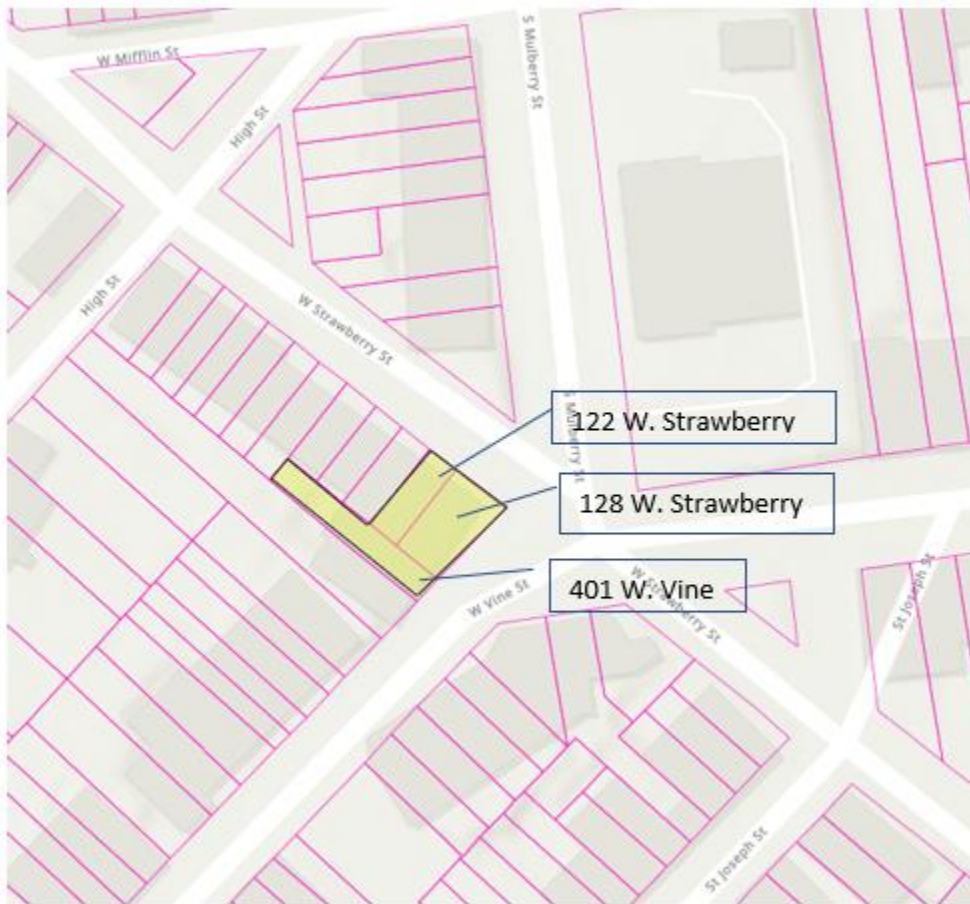 W Mifflin St
S Mulberry St
High St
High St
W Strawberry St
122 W. Strawberry
S Mulberry St
128 W. Strawberry
401 W. Vine
W Vine St
W Strawberry St
St Joseph St
St Joseph St